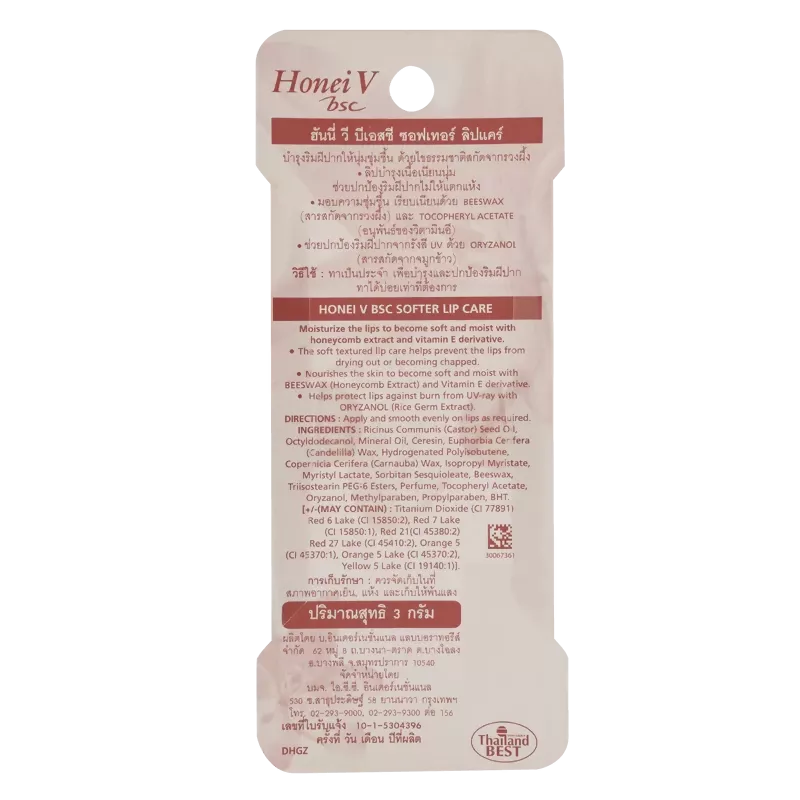 Honei V
bsc
ฮันนี่ วี บีเอสซี ซอฟเทอร์ ลิปแคร์
บำรุงริมฝีปากให้นุ่มชุ่มชื้น ด้วยไขธรรมชาติสกัดจากรวงผึ้ง
• ลิปบำรุงเนื้อเนียนนุ่ม
ช่วยปกป้องริมฝีปากไม่ให้แตกแห้ง
• มอบความชุ่มชื้น เรียบเนียนด้วย BEESWAX
(สารสกัดจากรวงผึ้ง) และ TOCOPHERYL ACETATE
(อนุพันธ์ของวิตามินอี)
• ช่วยปกป้องริมฝีปากจากรังสี UV ด้วย ORYZANOL
(สารสกัดจากจมูกข้าว)
วิธีใช้ : ทาเป็นประจำ เพื่อบำรุงและปกป้องริมฝีปาก
ทาได้บ่อยเท่าที่ต้องการ
HONEI V BSC SOFTER LIP CARE
Moisturize the lips to become soft and moist with
honeycomb extract and vitamin E derivative.
• The soft textured lip care helps prevent the lips from
drying out or becoming chapped.
• Nourishes the skin to become soft and moist with
BEESWAX (Honeycomb Extract) and Vitamin E derivative.
• Helps protect lips against burn from UV-ray with
ORYZANOL (Rice Germ Extract).
DIRECTIONS : Apply and smooth evenly on lips as required.
INGREDIENTS : Ricinus Communis (Castor) Seed Oil,
Octyldodecanol, Mineral Oil, Ceresin, Euphorbia Cerifera
(Candelilla) Wax, Hydrogenated Polyisobutene,
Copernicia Cerifera (Carnauba) Wax, Isopropyl Myristate,
Myristyl Lactate, Sorbitan Sesquioleate, Beeswax,
Triisostearin PEG-6 Esters, Perfume, Tocopheryl Acetate,
Oryzanol, Methylparaben, Propylparaben, BHT.
[+/-(MAY CONTAIN) : Titanium Dioxide (CI 77891)
Red 6 Lake (CI 15850:2), Red 7 Lake
(CI 15850:1), Red 21(CI 45380:2)
Red 27 Lake (CI 45410:2), Orange 5
(CI 45370:1), Orange 5 Lake (CI 45370:2),
Yellow 5 Lake (CI 19140:1)].
30067361
การเก็บรักษา : ควรจัดเก็บในที่
สภาพอากาศเย็น, แห้ง และเก็บให้พ้นแสง
ปริมาณสุทธิ 3 กรัม
ผลิตโดย บ.อินเตอร์เนชั่นแนล แลบบอราทอรีส์
จำกัด 62 หมู่ 8 ถ.บางนา-ตราด ต.บางโฉลง
อ.บางพลี จ.สมุทรปราการ 10540
จัดจำหน่ายโดย
บมจ. ไอ.ซี.ซี. อินเตอร์เนชั่นแนล
530 ซ.สาธุประดิษฐ์ 58 ยานนาวา กรุงเทพฯ
โทร. 02-293-9000, 02-293-9300 ต่อ 156
เลขที่ใบรับแจ้ง 10-1-5304396
ครั้งที่ วัน เดือน ปีที่ผลิต
DHGZ
Thailand
BEST